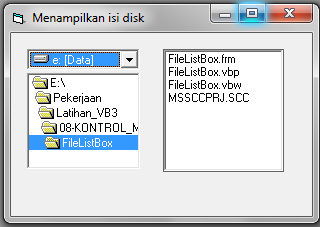 Menampilkan isi disk
e: [Data]
E:\
Pekerjaan
Latihan_VB3
08-KONTROL_M
FileListBox
FileListBox.frm
FileListBox.vbp
FileListBox.vbw
MSSCCPRJ.SCC